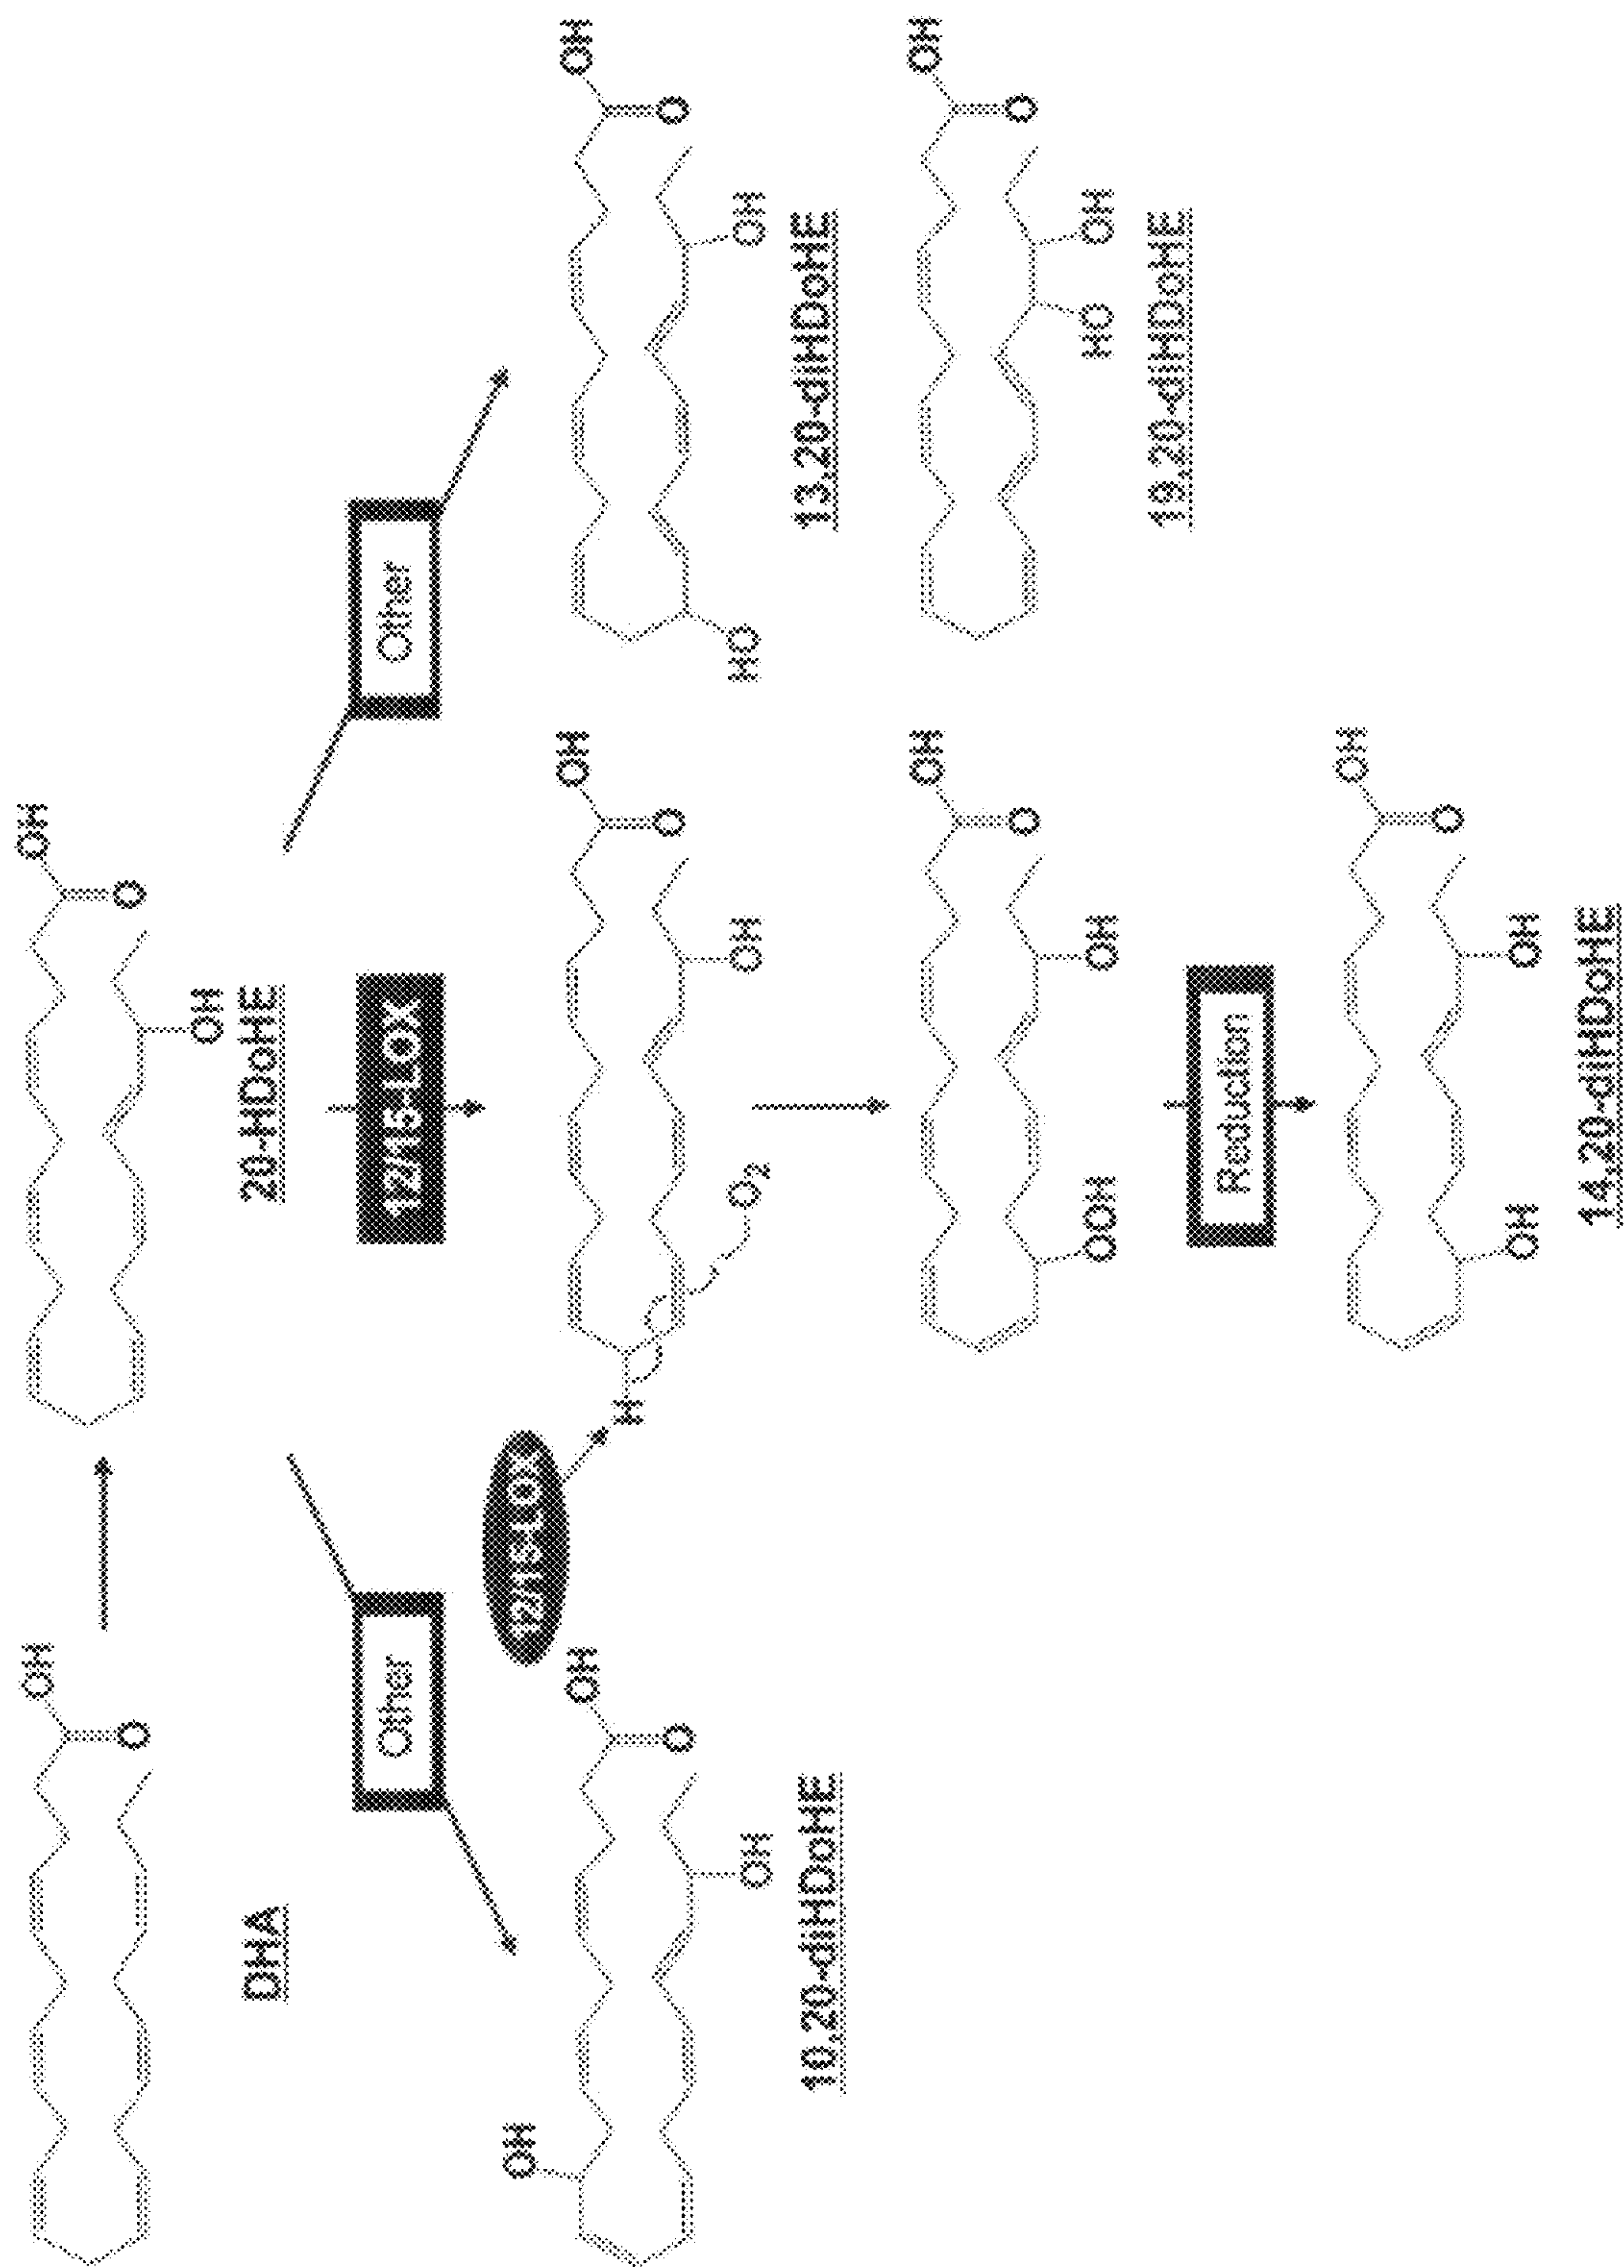 OH OH
O O
OH
DHA 20-HDoHE
Other 12/15-LOX Other
OH 12/15-LOX
OH OH OH
H
O O O
OH O2 OH HO OH
10,20-diHDoHE 13,20-diHDoHE
OH OH
O O
OOH OH HO OH
19,20-diHDoHE
Reduction
OH
O
OH OH
14,20-diHDoHE